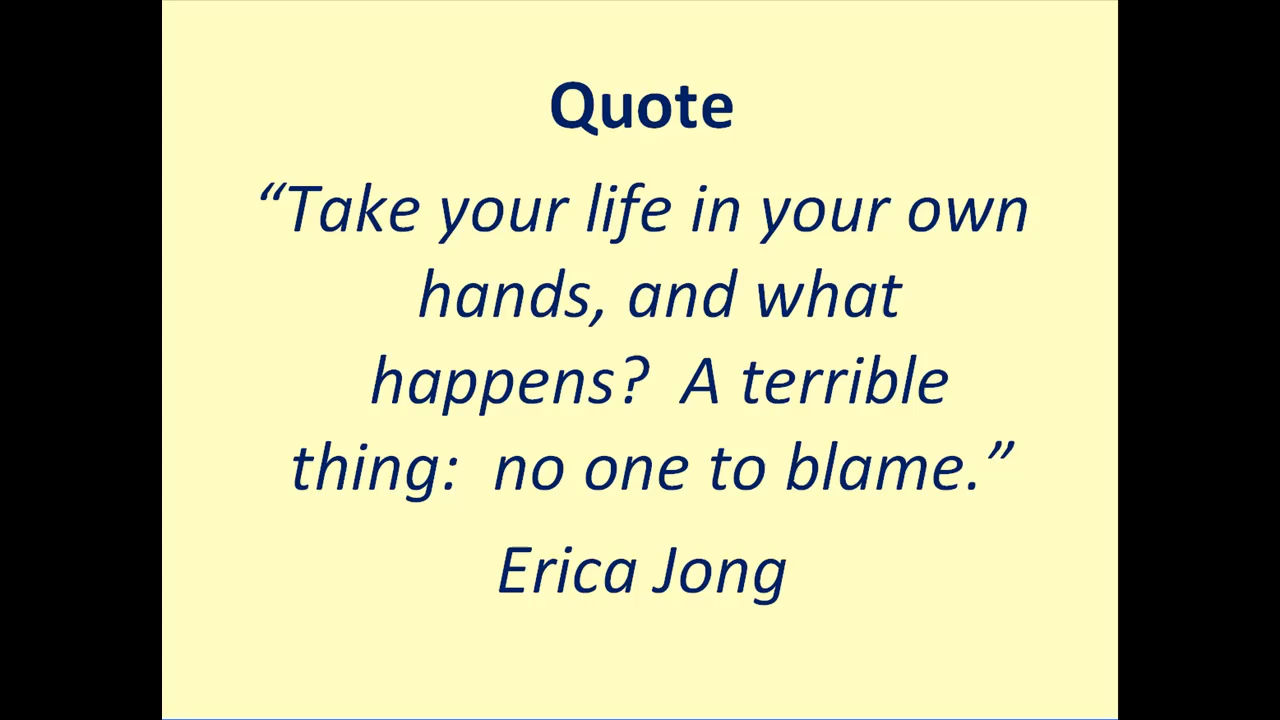 Quote
“Take your life in your own
hands, and what
happens?  A terrible
thing:  no one to blame.”
Erica Jong